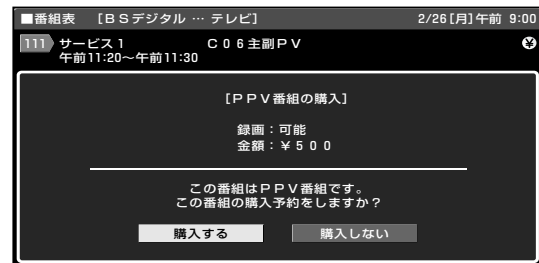 ■番組表 [BSデジタル … テレビ] 2/26[月]午前 9:00
111 サービス1 C06主副PV ¥
午前11:20~午前11:30
[PPV番組の購入]
録画：可能
金額：¥500
この番組はPPV番組です。
この番組の購入予約をしますか？
購入する 購入しない